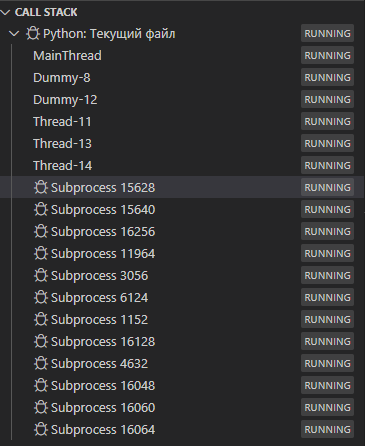 CALL STACK
Python: Текущий файл RUNNING
MainThread RUNNING
Dummy-8 RUNNING
Dummy-12 RUNNING
Thread-11 RUNNING
Thread-13 RUNNING
Thread-14 RUNNING
Subprocess 15628 RUNNING
Subprocess 15640 RUNNING
Subprocess 16256 RUNNING
Subprocess 11964 RUNNING
Subprocess 3056 RUNNING
Subprocess 6124 RUNNING
Subprocess 1152 RUNNING
Subprocess 16128 RUNNING
Subprocess 4632 RUNNING
Subprocess 16048 RUNNING
Subprocess 16060 RUNNING
Subprocess 16064 RUNNING